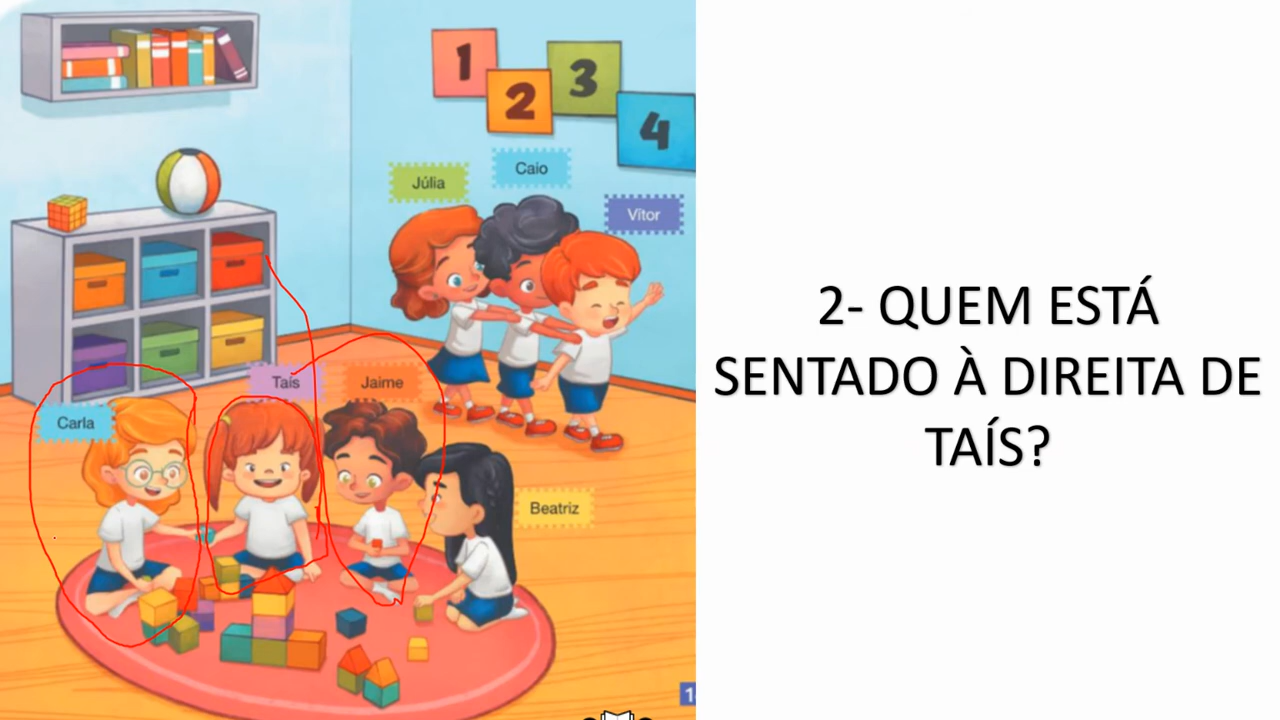 1
2
3
4
Júlia
Caio
Vítor
Taís
Jaime
Carla
Beatriz
2- QUEM ESTÁ
SENTADO À DIREITA DE
TAÍS?